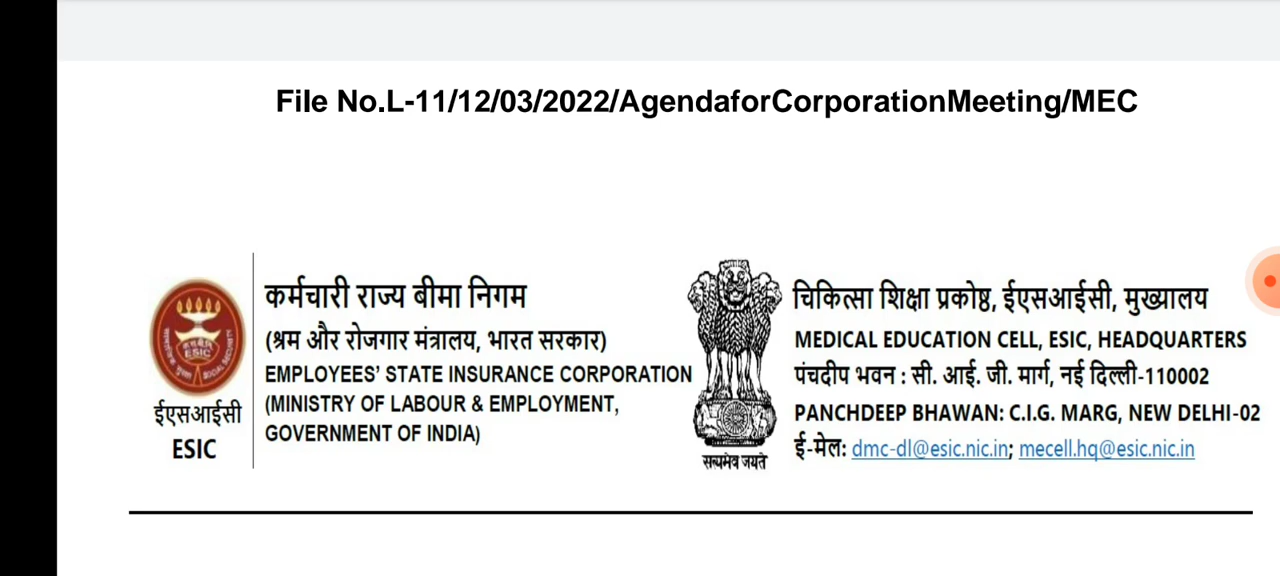 File No.L-11/12/03/2022/AgendaforCorporationMeeting/MEC
ESIC
SOCIAL SECURITY
ईएसआईसी
ESIC
कर्मचारी राज्य बीमा निगम
(श्रम और रोजगार मंत्रालय, भारत सरकार)
EMPLOYEES' STATE INSURANCE CORPORATION
(MINISTRY OF LABOUR & EMPLOYMENT,
GOVERNMENT OF INDIA)
सत्यमेव जयते
चिकित्सा शिक्षा प्रकोष्ठ, ईएसआईसी, मुख्यालय
MEDICAL EDUCATION CELL, ESIC, HEADQUARTERS
पंचदीप भवन : सी. आई. जी. मार्ग, नई दिल्ली-110002
PANCHDEEP BHAWAN: C.I.G. MARG, NEW DELHI-02
ई-मेल: dmc-dl@esic.nic.in; mecell.hq@esic.nic.in